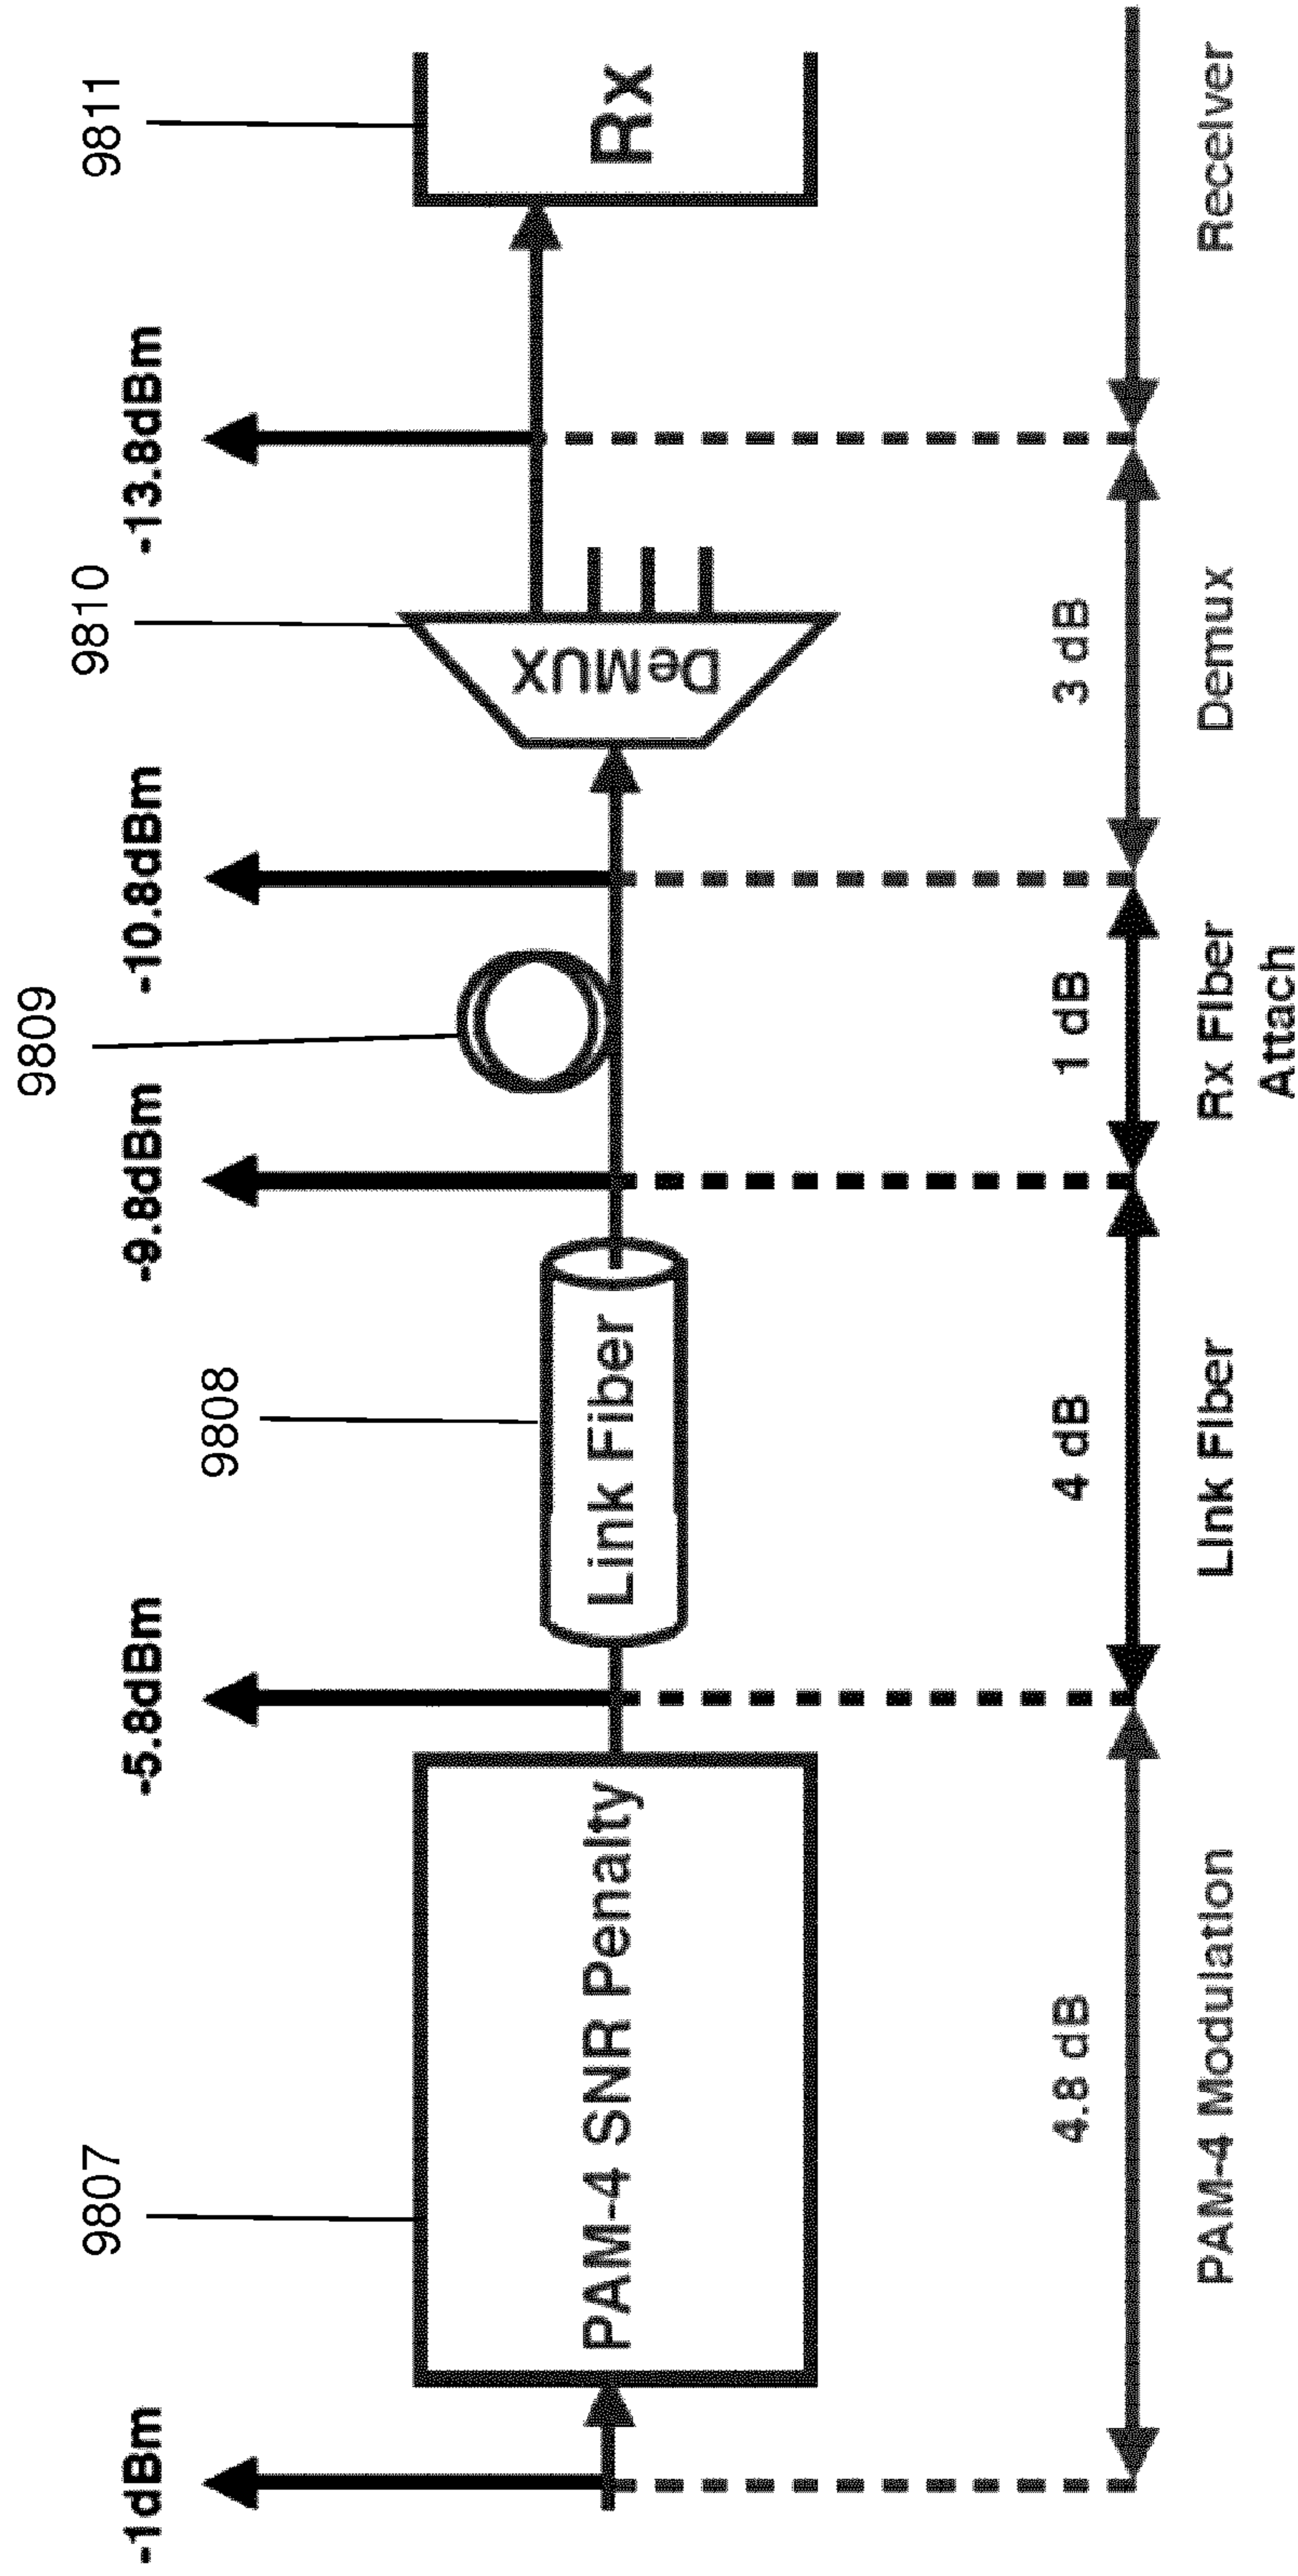 9807
9808
9809
9810
9811
-1dBm
-5.8dBm
-9.8dBm
-10.8dBm
-13.8dBm
PAM-4 SNR Penalty
Link Fiber
DeMUX
Rx
4.8 dB
4 dB
1 dB
3 dB
PAM-4 Modulation
Link Fiber
Rx Fiber
Attach
Demux
Receiver